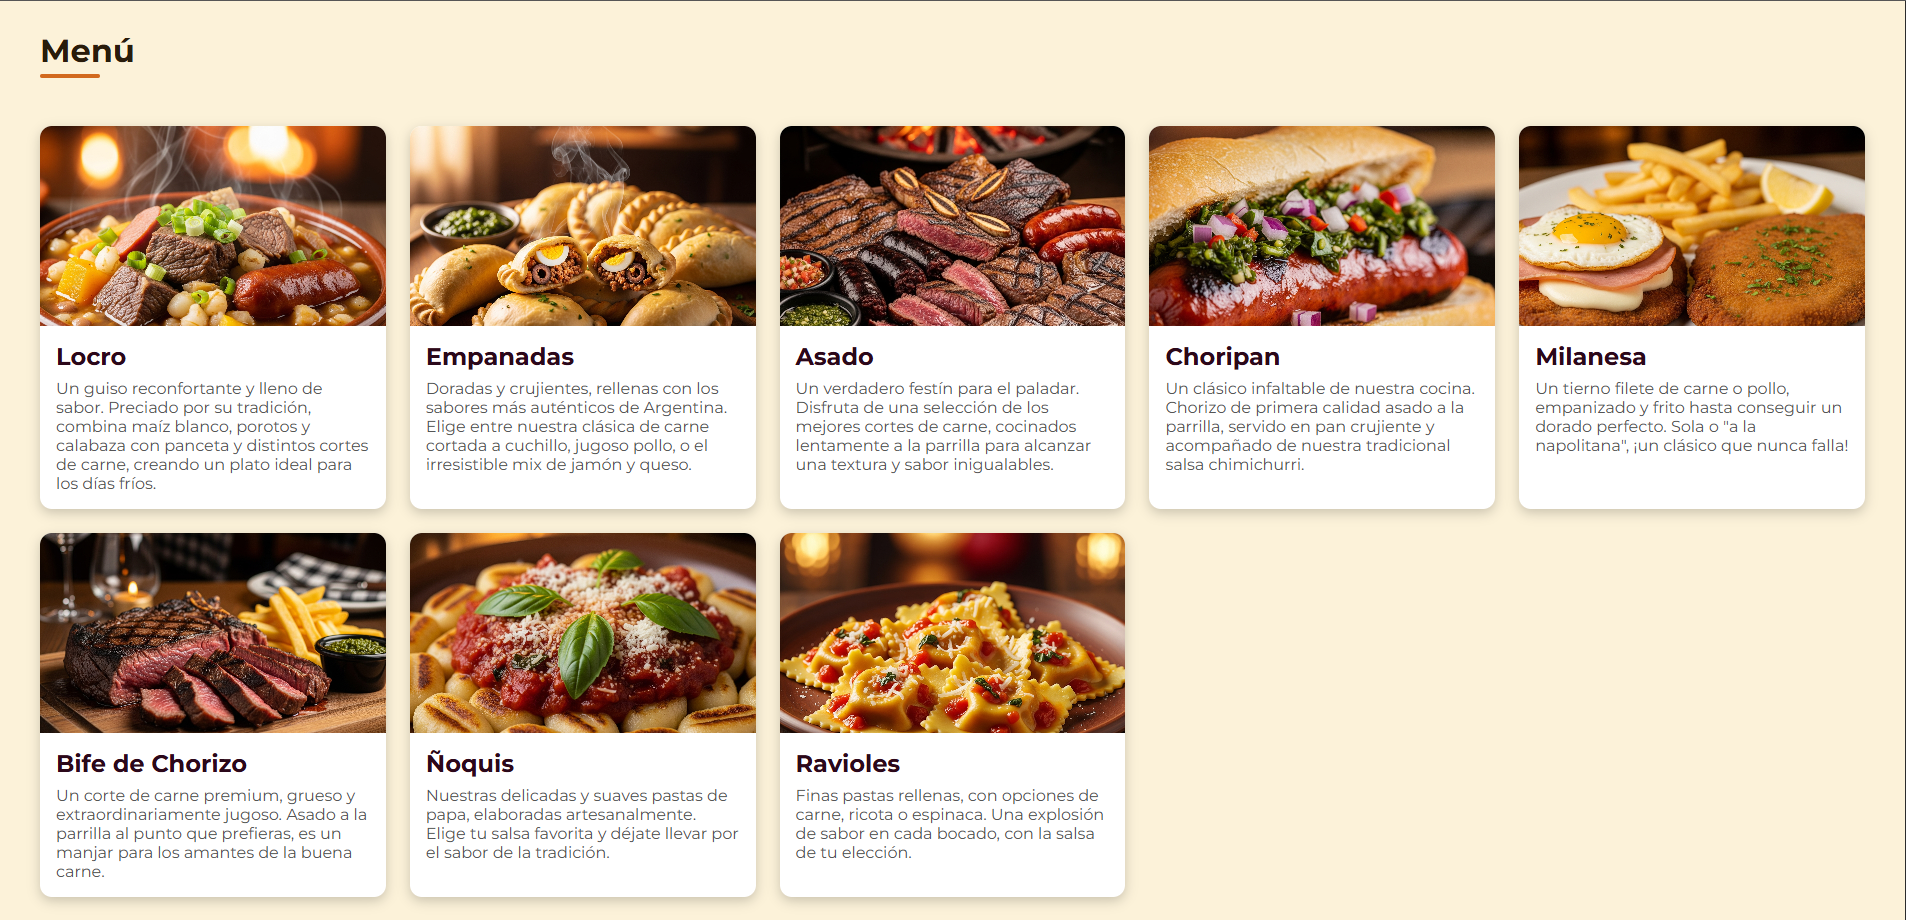 Menú
Locro
Un guiso reconfortante y lleno de
sabor. Preciado por su tradición,
combina maíz blanco, porotos y
calabaza con panceta y distintos cortes
de carne, creando un plato ideal para
los días fríos.
Empanadas
Doradas y crujientes, rellenas con los
sabores más auténticos de Argentina.
Elige entre nuestra clásica de carne
cortada a cuchillo, jugoso pollo, o el
irresistible mix de jamón y queso.
Asado
Un verdadero festín para el paladar.
Disfruta de una selección de los
mejores cortes de carne, cocinados
lentamente a la parrilla para alcanzar
una textura y sabor inigualables.
Choripan
Un clásico infaltable de nuestra cocina.
Chorizo de primera calidad asado a la
parrilla, servido en pan crujiente y
acompañado de nuestra tradicional
salsa chimichurri.
Milanesa
Un tierno filete de carne o pollo,
empanizado y frito hasta conseguir un
dorado perfecto. Sola o "a la
napolitana", ¡un clásico que nunca falla!
Bife de Chorizo
Un corte de carne premium, grueso y
extraordinariamente jugoso. Asado a la
parrilla al punto que prefieras, es un
manjar para los amantes de la buena
carne.
Ñoquis
Nuestras delicadas y suaves pastas de
papa, elaboradas artesanalmente.
Elige tu salsa favorita y déjate llevar por
el sabor de la tradición.
Ravioles
Finas pastas rellenas, con opciones de
carne, ricota o espinaca. Una explosión
de sabor en cada bocado, con la salsa
de tu elección.